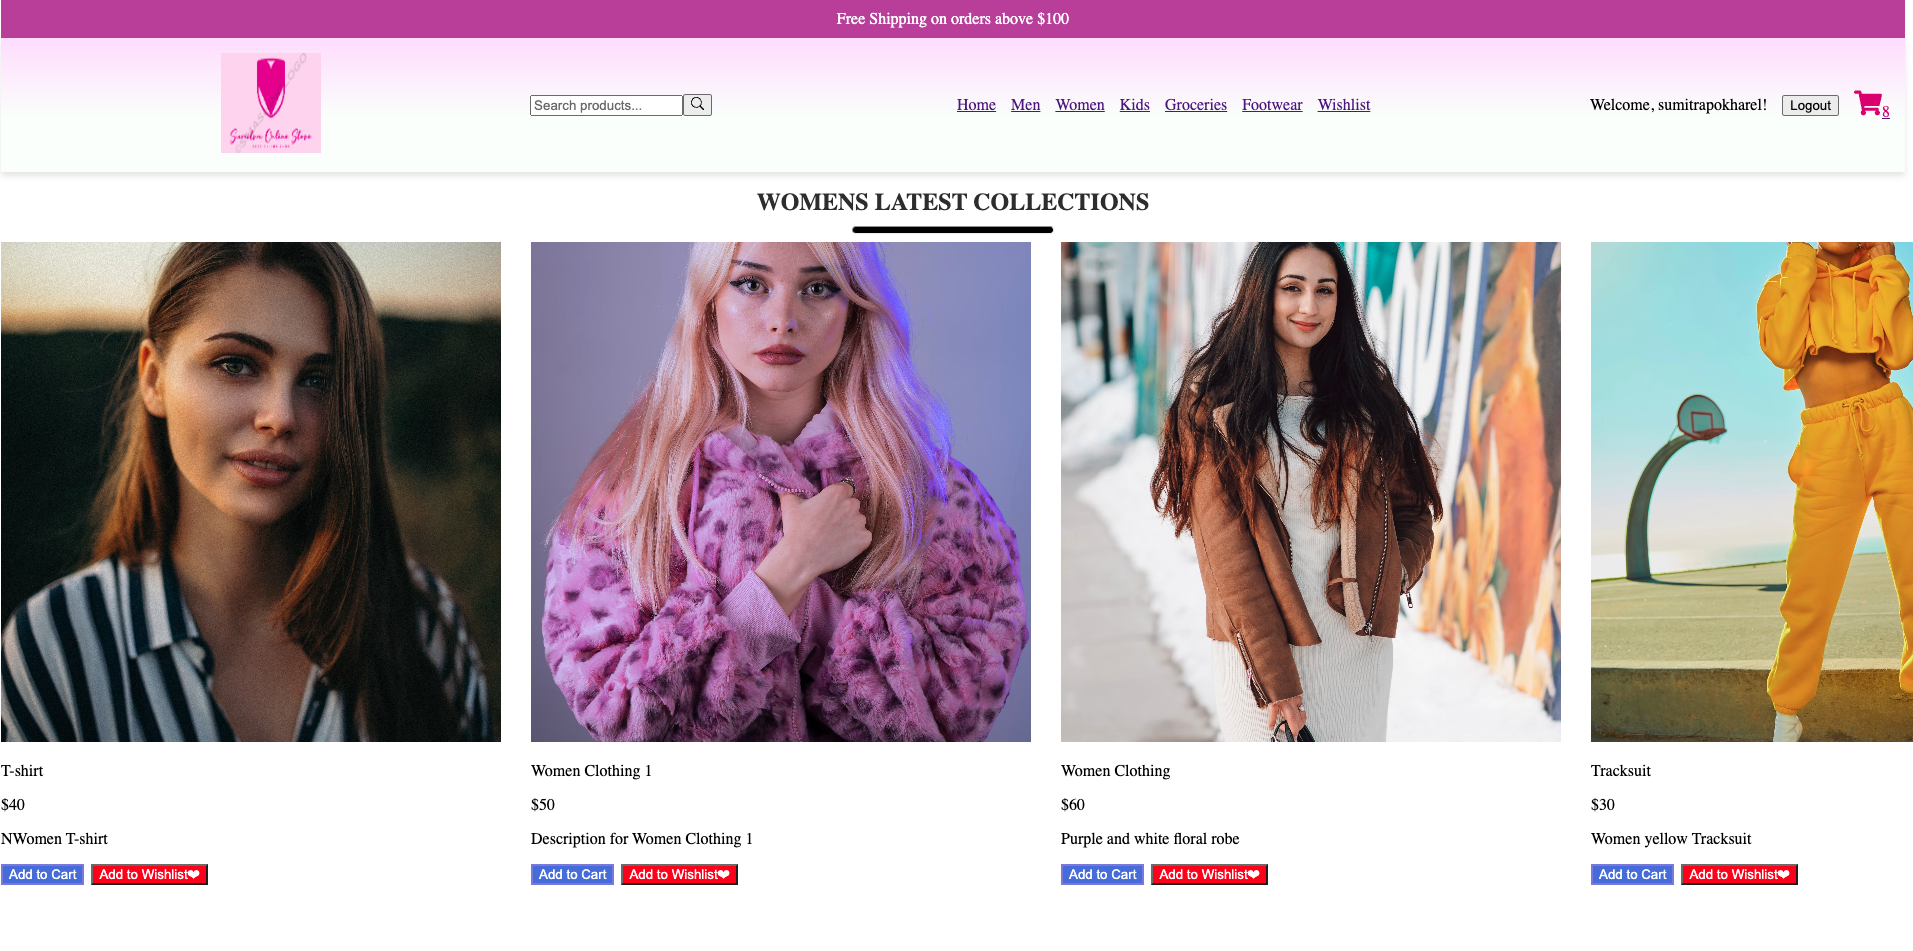 Free Shipping on orders above $100
Search products...
Home Men Women Kids Groceries Footwear Wishlist
Welcome, sumitrapokharel! Logout 8
WOMENS LATEST COLLECTIONS
T-shirt
$40
NWomen T-shirt
Add to Cart Add to Wishlist❤
Women Clothing 1
$50
Description for Women Clothing 1
Add to Cart Add to Wishlist❤
Women Clothing
$60
Purple and white floral robe
Add to Cart Add to Wishlist❤
Tracksuit
$30
Women yellow Tracksuit
Add to Cart Add to Wishlist❤